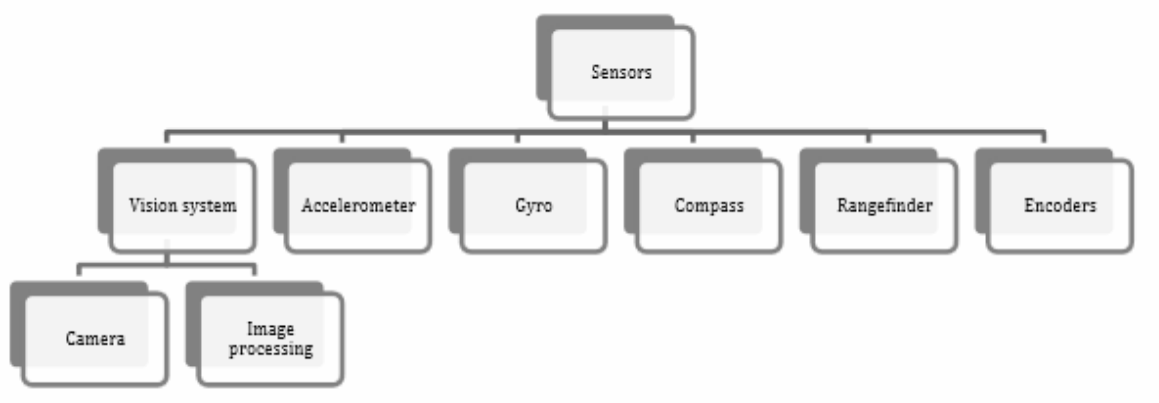 Sensors
Vision system
Accelerometer
Gyro
Compass
Rangefinder
Encoders
Camera
Image
processing